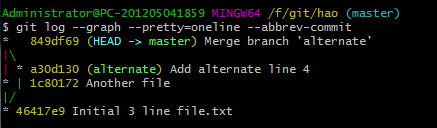 Administrator@PC-201205041859 MINGW64 /f/git/hao (master)
$ git log --graph --pretty=oneline --abbrev-commit
*   849df69 (HEAD -> master) Merge branch 'alternate'
|\
| * a30d130 (alternate) Add alternate line 4
* | 1c80172 Another file
|/
* 46417e9 Initial 3 line file.txt